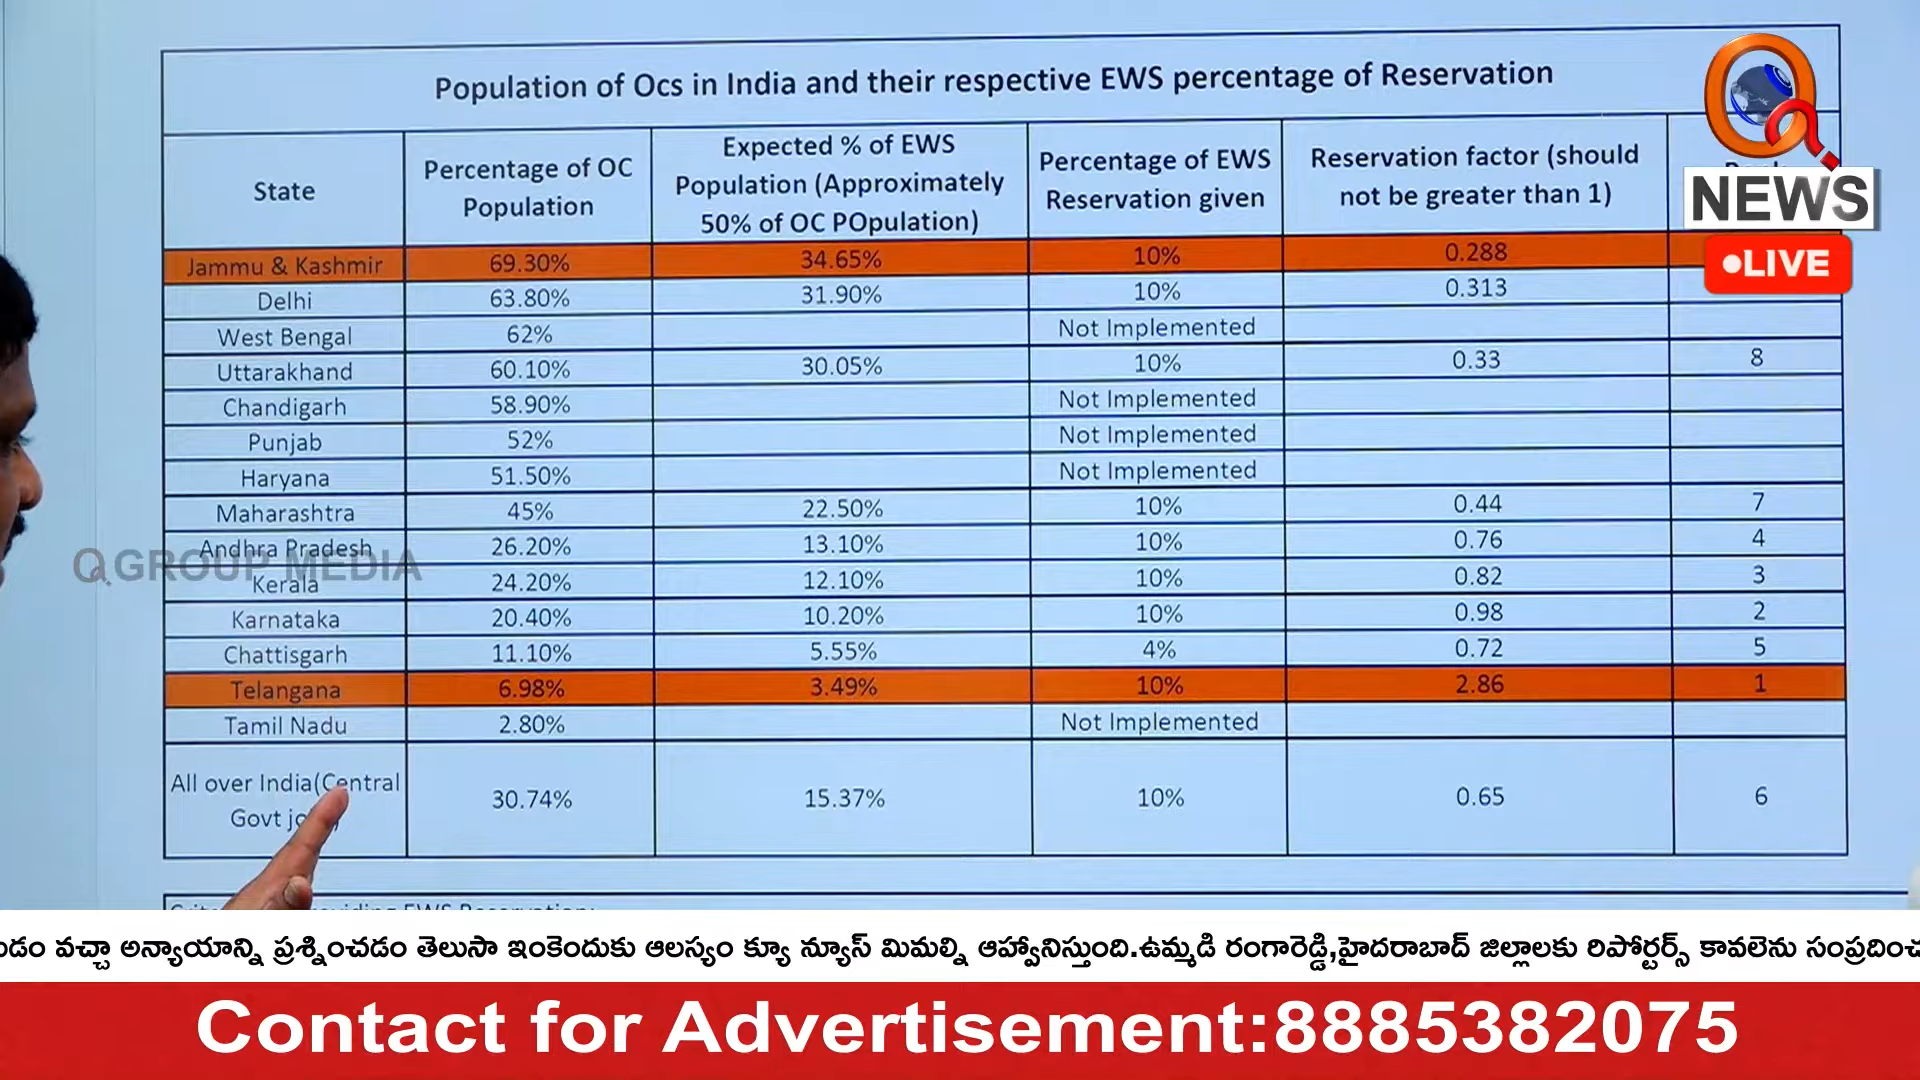 Population of Ocs in India and their respective EWS percentage of Reservation
State
Percentage of OC
Population
Expected % of EWS
Population (Approximately
50% of OC POpulation)
Percentage of EWS
Reservation given
Reservation factor (should
not be greater than 1)
Jammu & Kashmir 69.30% 34.65% 10% 0.288
Delhi 63.80% 31.90% 10% 0.313
West Bengal 62% Not Implemented
Uttarakhand 60.10% 30.05% 10% 0.33 8
Chandigarh 58.90% Not Implemented
Punjab 52% Not Implemented
Haryana 51.50% Not Implemented
Maharashtra 45% 22.50% 10% 0.44 7
Andhra Pradesh 26.20% 13.10% 10% 0.76 4
Kerala 24.20% 12.10% 10% 0.82 3
Karnataka 20.40% 10.20% 10% 0.98 2
Chattisgarh 11.10% 5.55% 4% 0.72 5
Telangana 6.98% 3.49% 10% 2.86 1
Tamil Nadu 2.80% Not Implemented
All over India(Central
Govt
30.74% 15.37% 10% 0.65 6
Q GROUP MEDIA
Q
NEWS
LIVE
వచ్చా అన్యాయాన్ని ప్రశ్నించడం తెలుసా ఇంకెందుకు ఆలస్యం క్యూ న్యూస్ మిమల్ని ఆహ్వానిస్తుంది.ఉమ్మడి రంగారెడ్డి,హైదరాబాద్ జిల్లాలకు రిపోర్టర్స్ కావలెను
Contact for Advertisement:8885382075